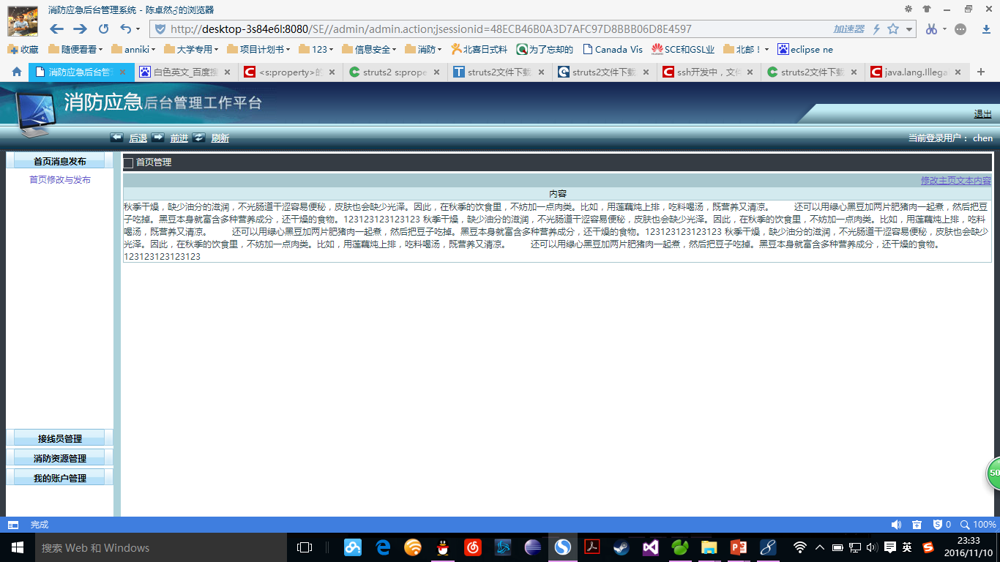 消防应急后台管理系统 - 陈卓然♂的浏览器
http://desktop-3s84e6l:8080/SE//admin/admin.action;jsessionid=48ECB46B0A3D7AFC97D8BBB06D8E4597 加速器
收藏 随便看看 anniki 大学专用 项目计划书 123 信息安全 消防 北喜日式料 为了忘却的 Canada Vis SCE和GSL业 北邮！ eclipse ne
消防应急后台管 白色英文_百度搜 <s:property>的 struts2 s:prope struts2文件下载 struts2文件下载 ssh开发中，文件 struts2文件下载 java.lang.Illega
消防应急后台管理工作平台
退出
后退 前进 刷新 当前登录用户： chen
首页消息发布 首页管理
首页修改与发布 修改主页文本内容
内容
秋季干燥，缺少油分的滋润，不光肠道干涩容易便秘，皮肤也会缺少光泽。因此，在秋季的饮食里，不妨加一点肉类。比如，用莲藕炖上排，吃料喝汤，既营养又清凉。 还可以用绿心黑豆加两片肥猪肉一起煮，然后把豆
子吃掉。黑豆本身就富含多种营养成分，还干燥的食物。123123123123123 秋季干燥，缺少油分的滋润，不光肠道干涩容易便秘，皮肤也会缺少光泽。因此，在秋季的饮食里，不妨加一点肉类。比如，用莲藕炖上排，吃料
喝汤，既营养又清凉。 还可以用绿心黑豆加两片肥猪肉一起煮，然后把豆子吃掉。黑豆本身就富含多种营养成分，还干燥的食物。123123123123123 秋季干燥，缺少油分的滋润，不光肠道干涩容易便秘，皮肤也会缺少
光泽。因此，在秋季的饮食里，不妨加一点肉类。比如，用莲藕炖上排，吃料喝汤，既营养又清凉。 还可以用绿心黑豆加两片肥猪肉一起煮，然后把豆子吃掉。黑豆本身就富含多种营养成分，还干燥的食物。
123123123123123
接线员管理
消防资源管理
我的账户管理
50
完成 0 100%
搜索 Web 和 Windows 英 23:33
2016/11/10